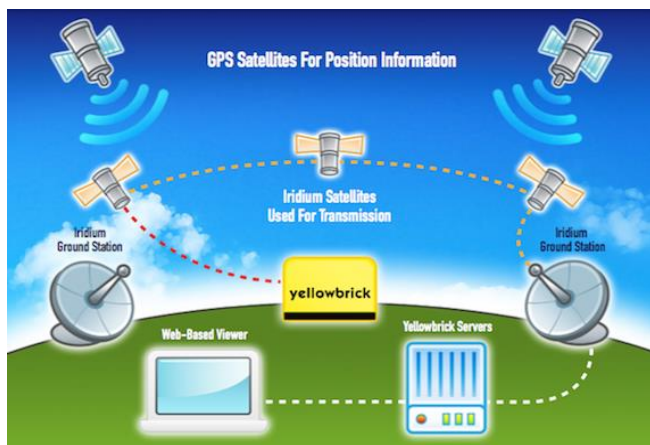 GPS Satellites For Position Information
Iridium Satellites
Used For Transmission
Iridium
Ground Station
Iridium
Ground Station
yellowbrick
Web-Based Viewer
Yellowbrick Servers